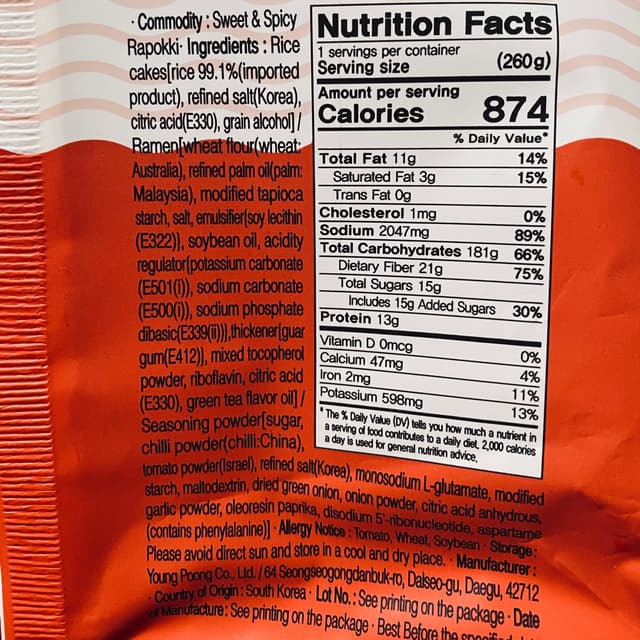 · Commodity : Sweet & Spicy
Rapokki· Ingredients : Rice
cakes[rice 99.1%(imported
product), refined salt(Korea),
citric acid(E330), grain alcohol] /
Ramen[wheat flour(wheat:
Australia), refined palm oil(palm:
Malaysia), modified tapioca
starch, salt, emulsifier{soy lecithin
(E322)}, soybean oil, acidity
regulator{potassium carbonate
(E501(i)), sodium carbonate
(E500(i)), sodium phosphate
dibasic(E339(ii))},thickener{guar
gum(E412)}, mixed tocopherol
powder, riboflavin, citric acid
(E330), green tea flavor oil] /
Seasoning powder[sugar,
chilli powder(chilli:China),
tomato powder(Israel), refined salt(Korea), monosodium L-glutamate, modified
starch, maltodextrin, dried green onion, onion powder, citric acid anhydrous,
garlic powder, oleoresin paprika, disodium 5'-ribonucleotide, aspartame
(contains phenylalanine)] · Allergy Notice : Tomato, Wheat, Soybean · Storage :
Please avoid direct sun and store in a cool and dry place. · Manufacturer :
Young Poong Co., Ltd. / 64 Seongseogongdanbuk-ro, Dalseo-gu, Daegu, 42712
· Country of Origin : South Korea · Lot No. : See printing on the package · Date
of Manufacture: See printing on the package · Best Before the
Nutrition Facts
1 servings per container
Serving size (260g)
Amount per serving
Calories 874
% Daily Value*
Total Fat 11g 14%
Saturated Fat 3g 15%
Trans Fat 0g
Cholesterol 1mg 0%
Sodium 2047mg 89%
Total Carbohydrates 181g 66%
Dietary Fiber 21g 75%
Total Sugars 15g
Includes 15g Added Sugars 30%
Protein 13g
Vitamin D 0mcg 0%
Calcium 47mg 4%
Iron 2mg 11%
Potassium 598mg 13%
* The % Daily Value (DV) tells you how much a nutrient in
a serving of food contributes to a daily diet, 2,000 calories
a day is used for general nutrition advice,